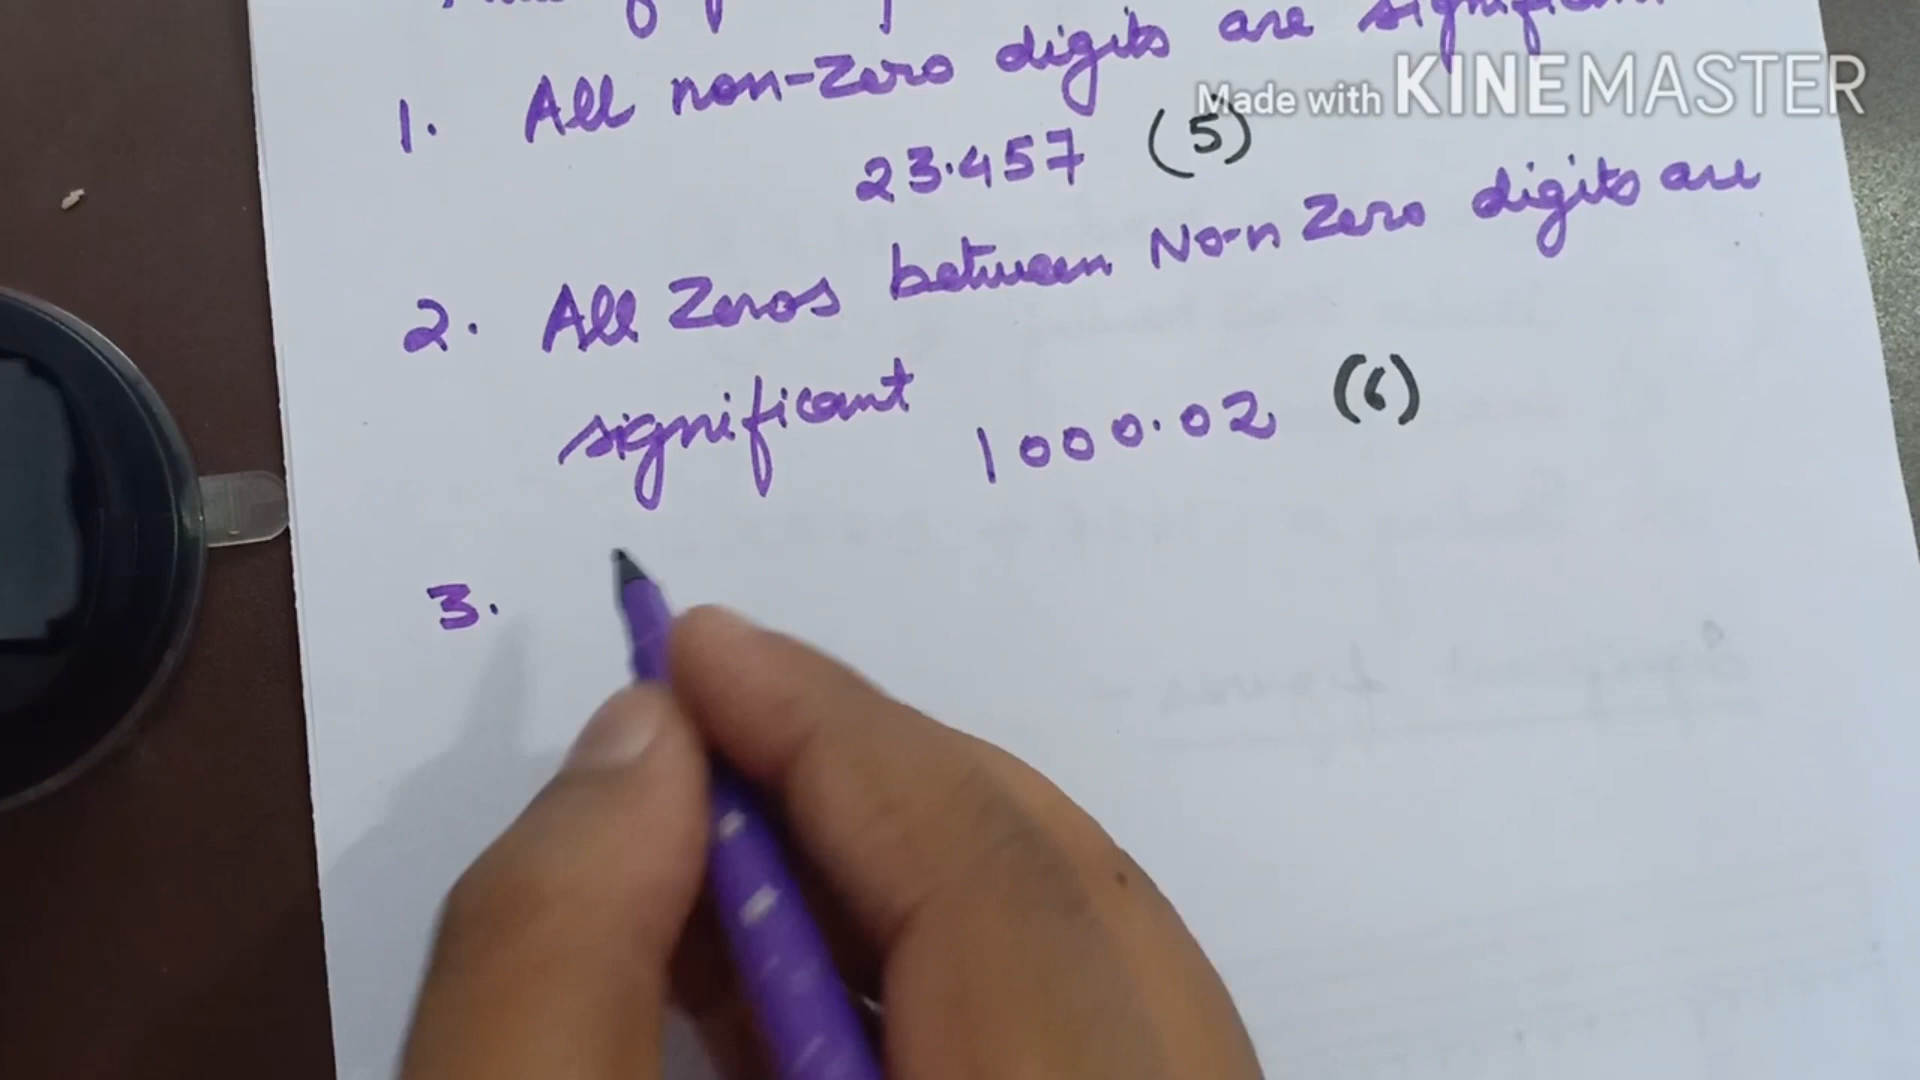 1. All non-zero digits are significant
Made with KINEMASTER
23.457 (5)
2. All Zeros between Non Zero digits are
significant 1000.02 (6)
3.